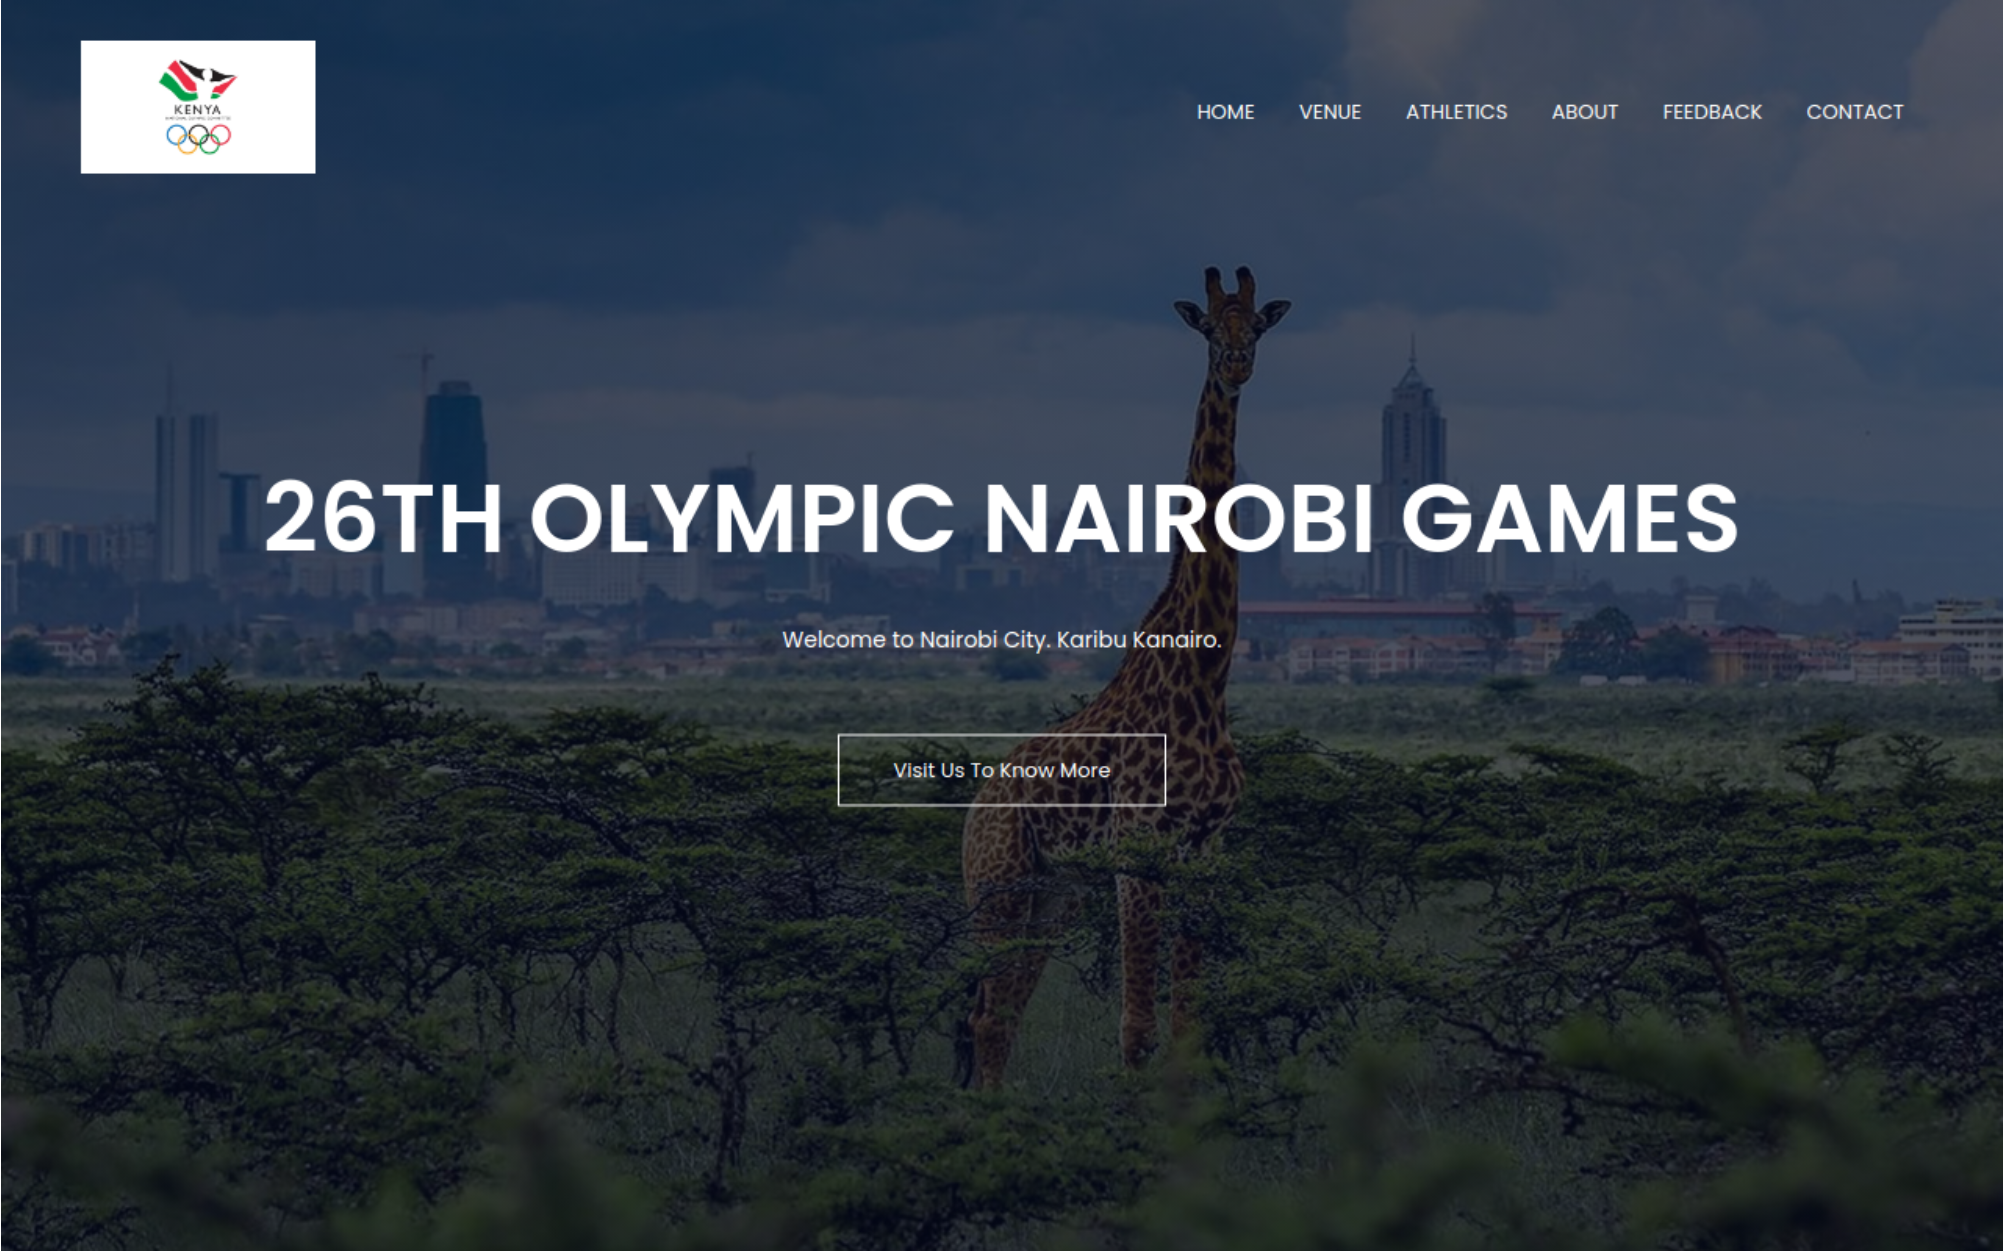 KENYA
HOME VENUE ATHLETICS ABOUT FEEDBACK CONTACT
26TH OLYMPIC NAIROBI GAMES
Welcome to Nairobi City. Karibu Kanairo.
Visit Us To Know More